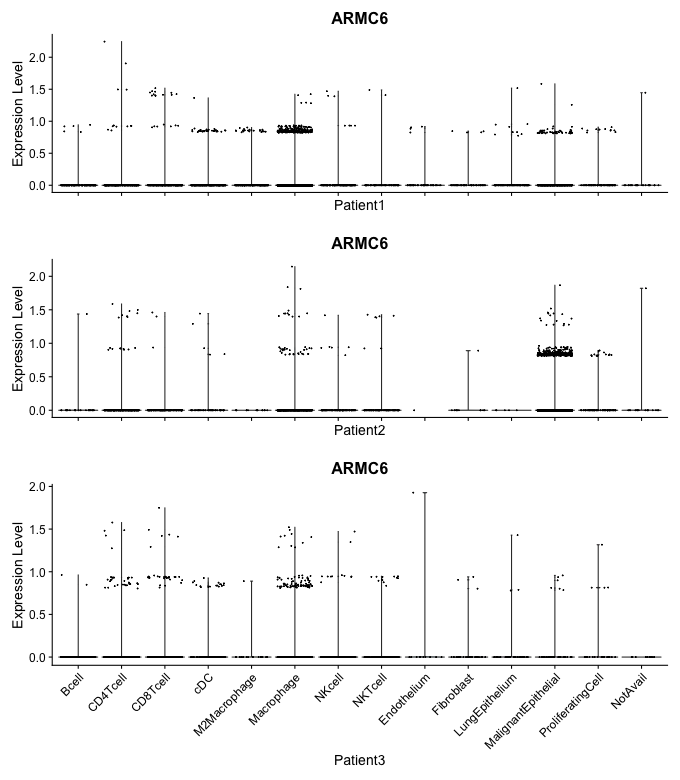 ARMC6
Expression Level
2.0
1.5
1.0
0.5
0.0
Patient1
ARMC6
Expression Level
2.0
1.5
1.0
0.5
0.0
Patient2
ARMC6
Expression Level
2.0
1.5
1.0
0.5
0.0
Bcell
CD4Tcell
CD8Tcell
cDC
M2Macrophage
Macrophage
NKcell
NKTcell
Endothelium
Fibroblast
LungEpithelium
MalignantEpithelial
ProliferatingCell
NotAvail
Patient3